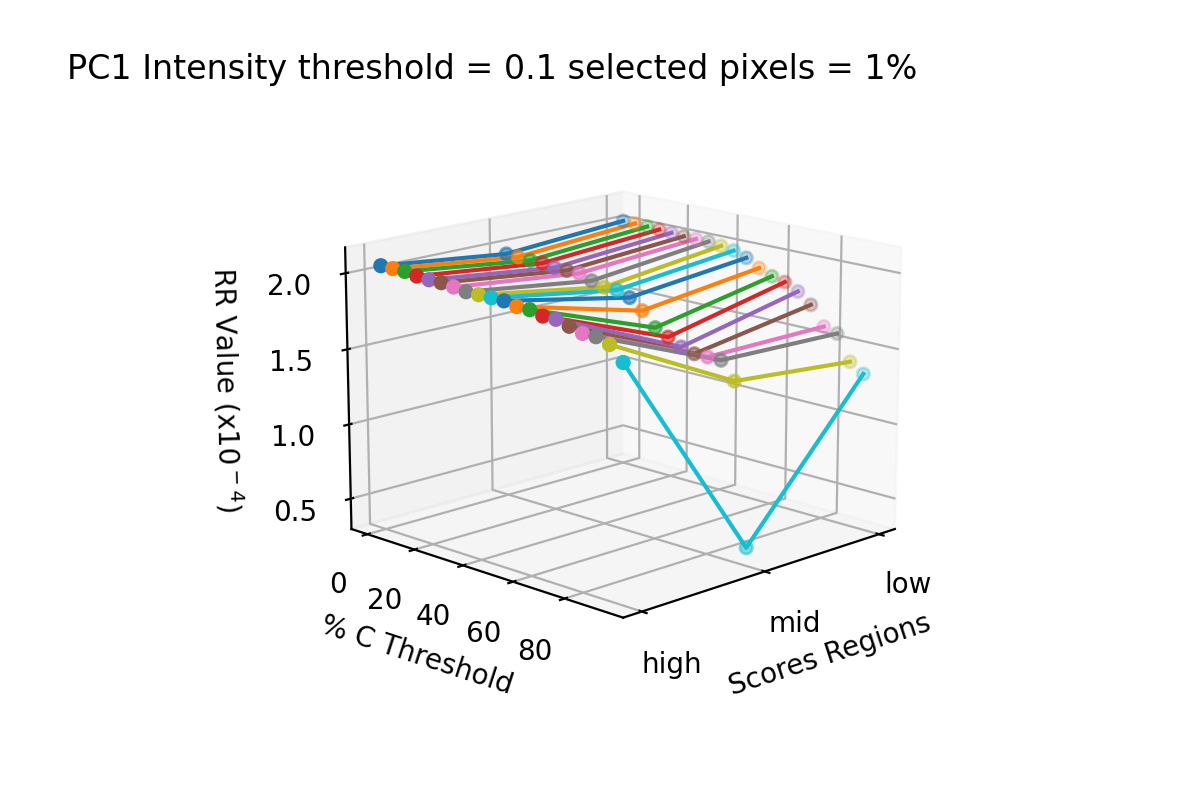 PC1 Intensity threshold = 0.1 selected pixels = 1%
RR Value (x10⁻⁴)
2.0
1.5
1.0
0.5
0
20
40
60
80
% C Threshold
high
mid
low
Scores Regions